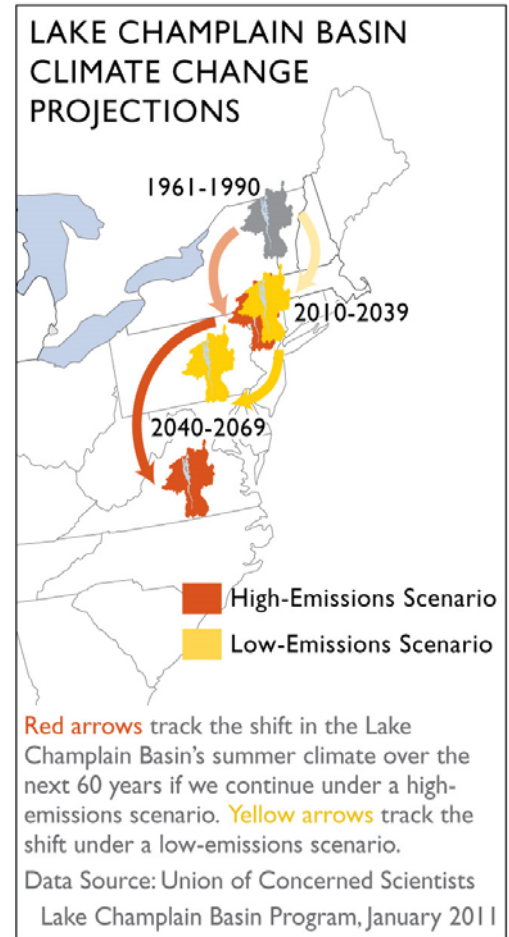 LAKE CHAMPLAIN BASIN
CLIMATE CHANGE
PROJECTIONS
1961-1990
2010-2039
2040-2069
High-Emissions Scenario
Low-Emissions Scenario
Red arrows track the shift in the Lake
Champlain Basin's summer climate over the
next 60 years if we continue under a high-
emissions scenario. Yellow arrows track the
shift under a low-emissions scenario.
Data Source: Union of Concerned Scientists
Lake Champlain Basin Program, January 2011